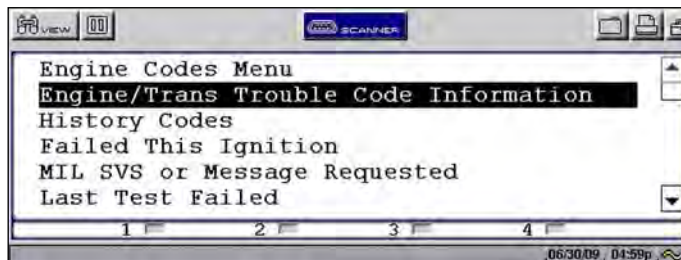 VIEW
SCANNER
Engine Codes Menu
Engine/Trans Trouble Code Information
History Codes
Failed This Ignition
MIL SVS or Message Requested
Last Test Failed
1 2 3 4
06/30/09 04:59p